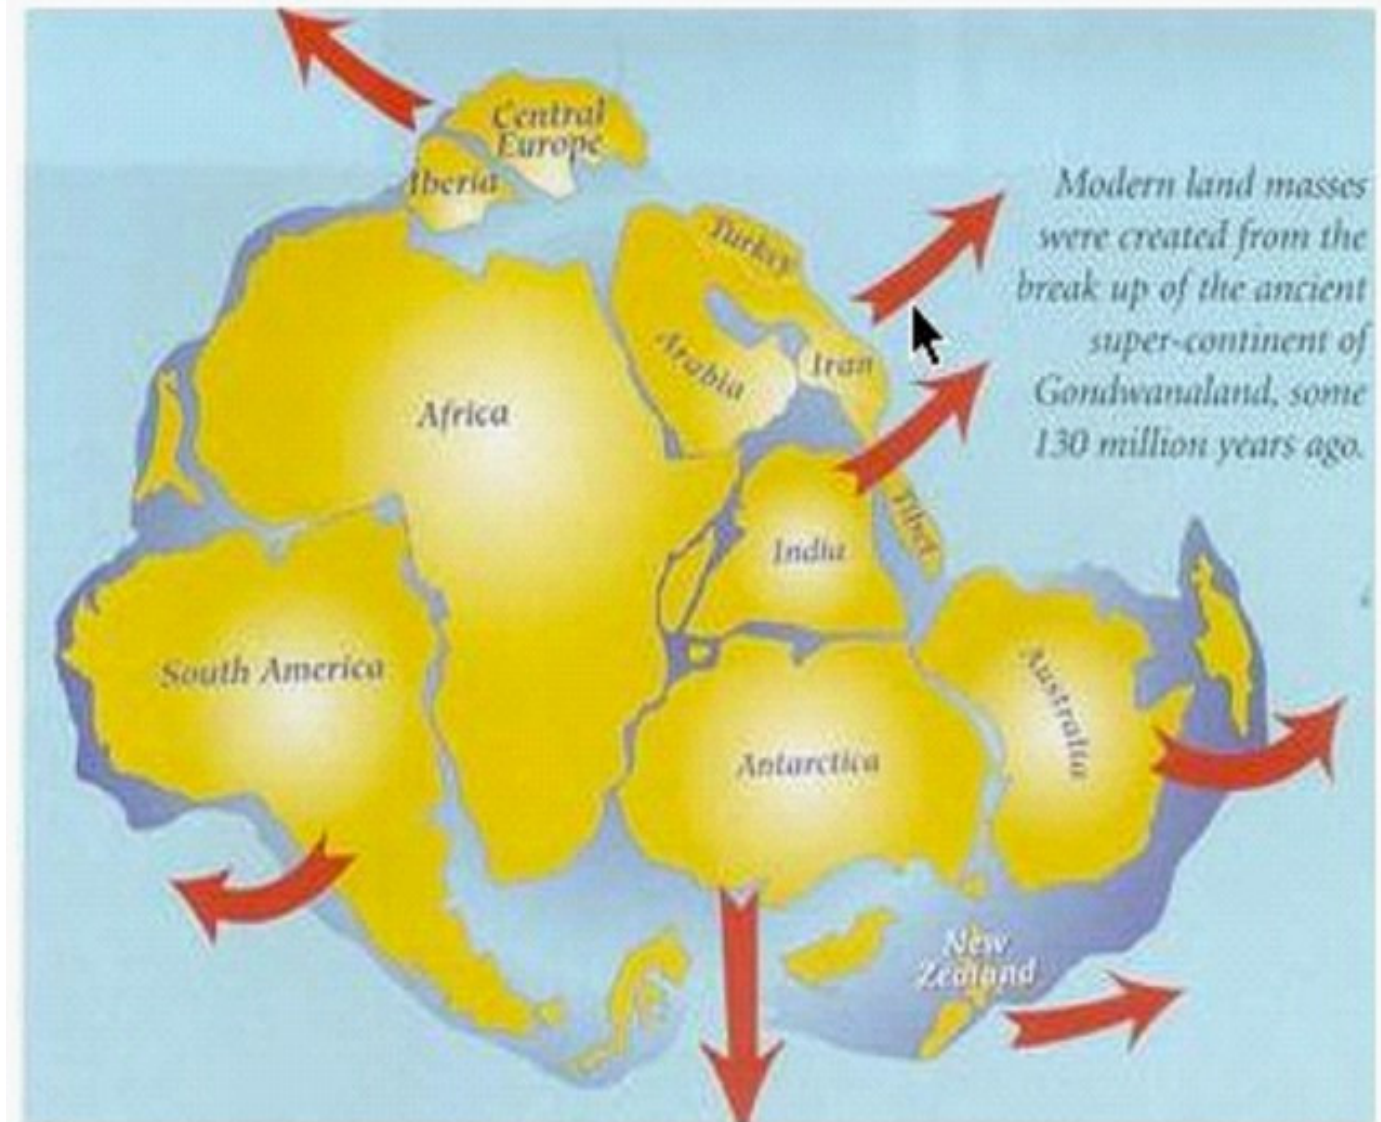 Central
Europe
Iberia
Turkey
Arabia
Iran
Africa
Tibet
India
South America
Australia
Antarctica
New
Zealand
Modern land masses
were created from the
break up of the ancient
super-continent of
Gondwanaland, some
130 million years ago.